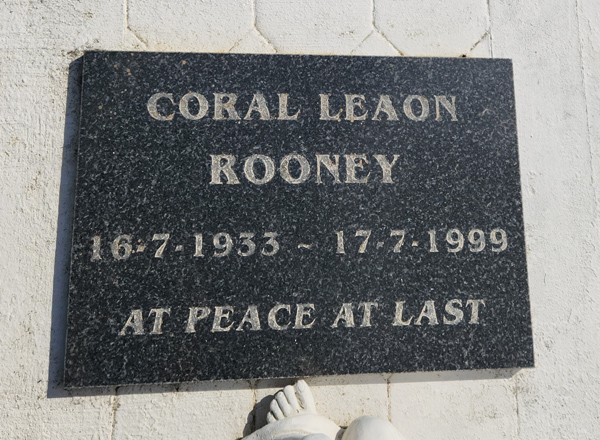 CORAL LEAON
ROONEY
16-7-1933 ~ 17-7-1999
AT PEACE AT LAST